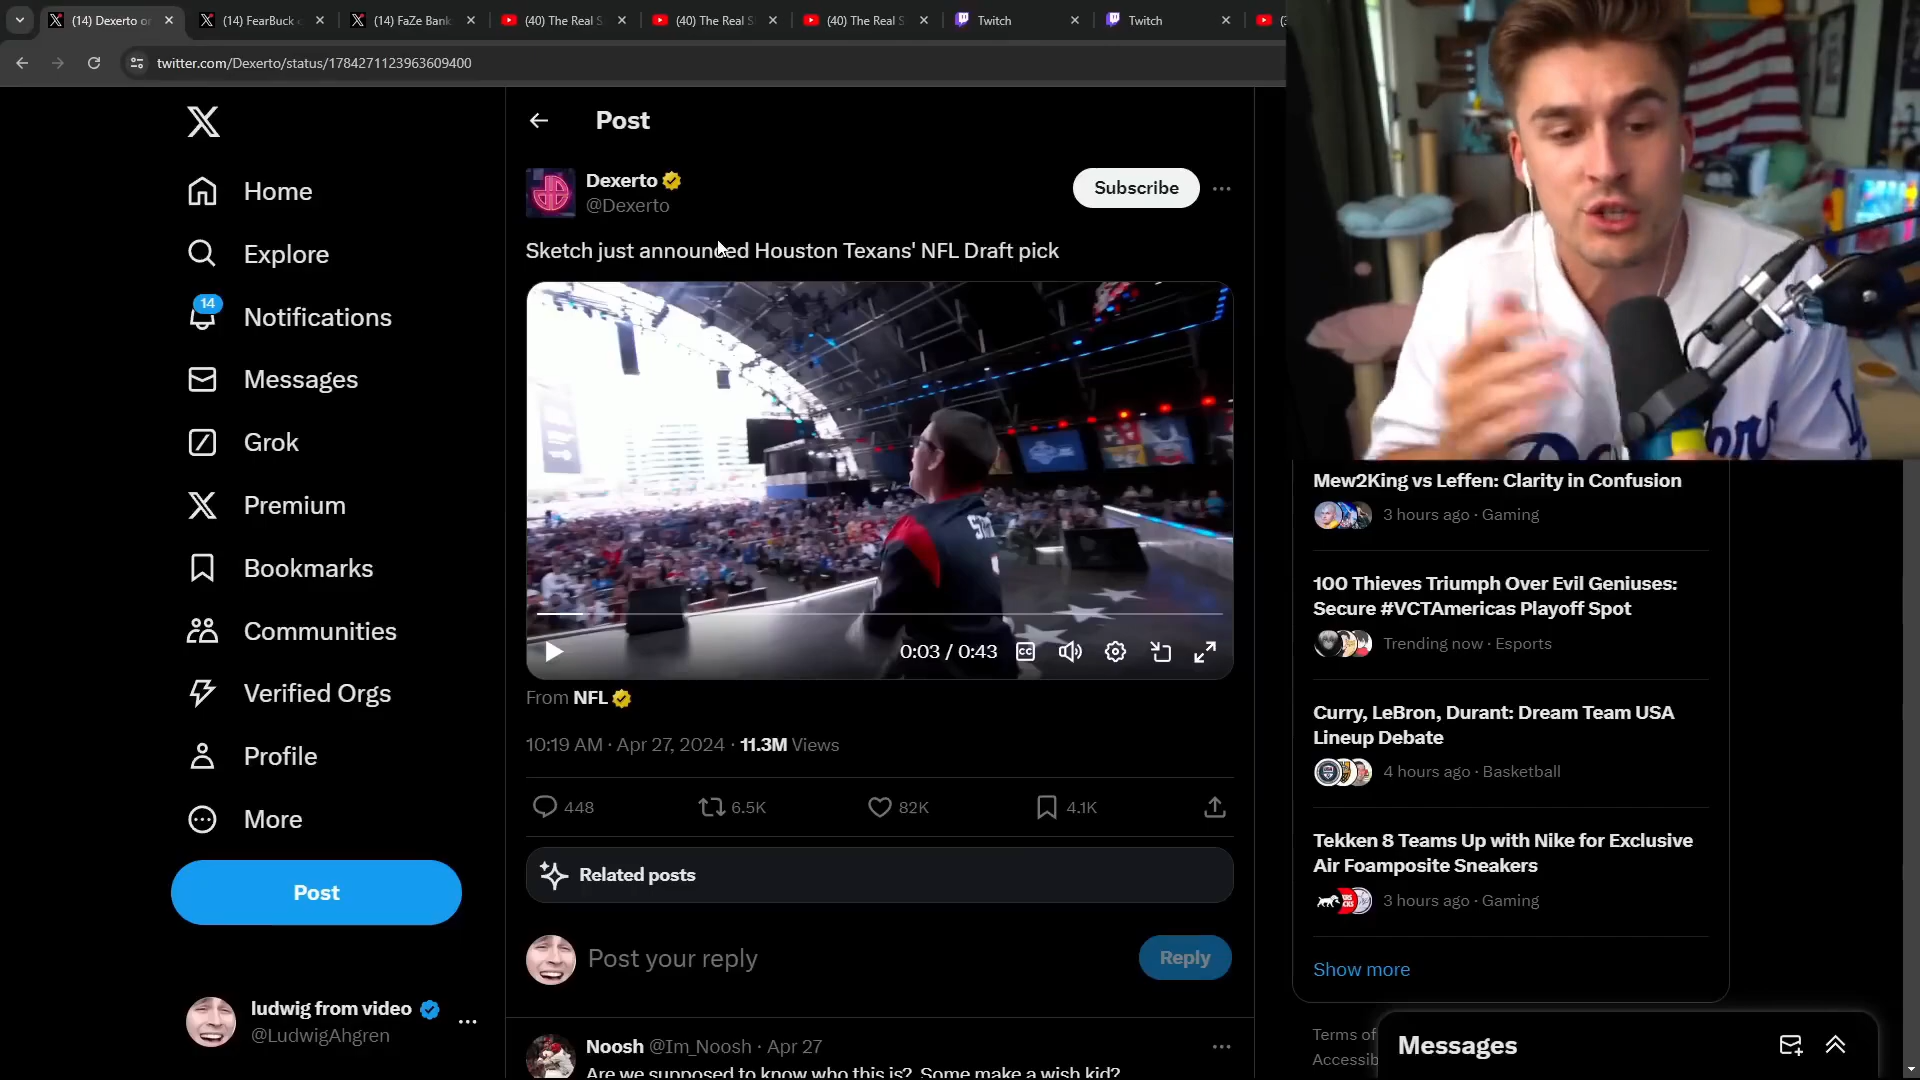 (14) Dexerto on
(14) FearBuck o
(14) FaZe Bank
(40) The Real S
(40) The Real S
(40) The Real S
Twitch
Twitch
twitter.com/Dexerto/status/1784271123963609400
Home
Explore
14
Notifications
Messages
Grok
Premium
Bookmarks
Communities
Verified Orgs
Profile
More
Post
ludwig from video
@LudwigAhgren
Post
Dexerto
@Dexerto
Subscribe
Sketch just announced Houston Texans' NFL Draft pick
0:03 / 0:43
CC
From NFL
10:19 AM · Apr 27, 2024 · 11.3M Views
448
6.5K
82K
4.1K
Related posts
Post your reply
Reply
Noosh @Im_Noosh · Apr 27
Are we supposed to know who this is? Some make a wish kid?
Mew2King vs Leffen: Clarity in Confusion
3 hours ago · Gaming
100 Thieves Triumph Over Evil Geniuses:
Secure #VCTAmericas Playoff Spot
Trending now · Esports
Curry, LeBron, Durant: Dream Team USA
Lineup Debate
4 hours ago · Basketball
Tekken 8 Teams Up with Nike for Exclusive
Air Foamposite Sneakers
3 hours ago · Gaming
Show more
Terms of
Accessib
Messages